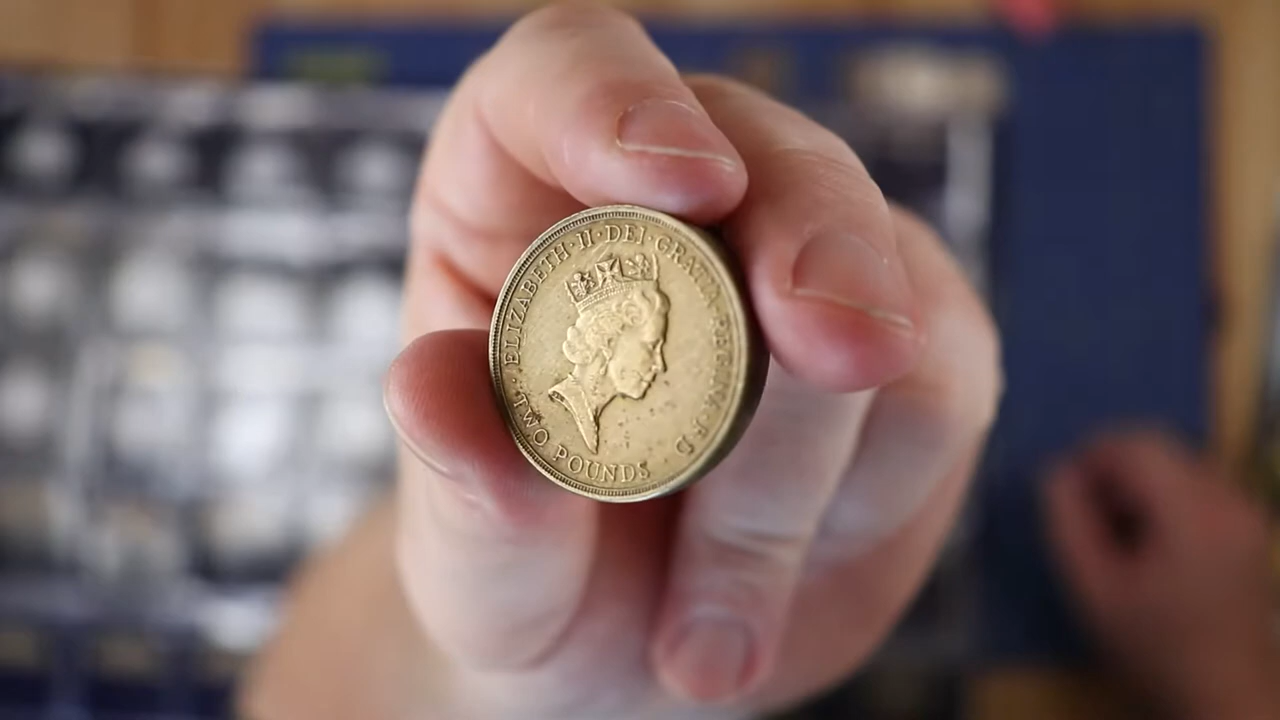 · ELIZABETH · II · DEI · GRATIA · REGINA · F · D ·
TWO POUNDS